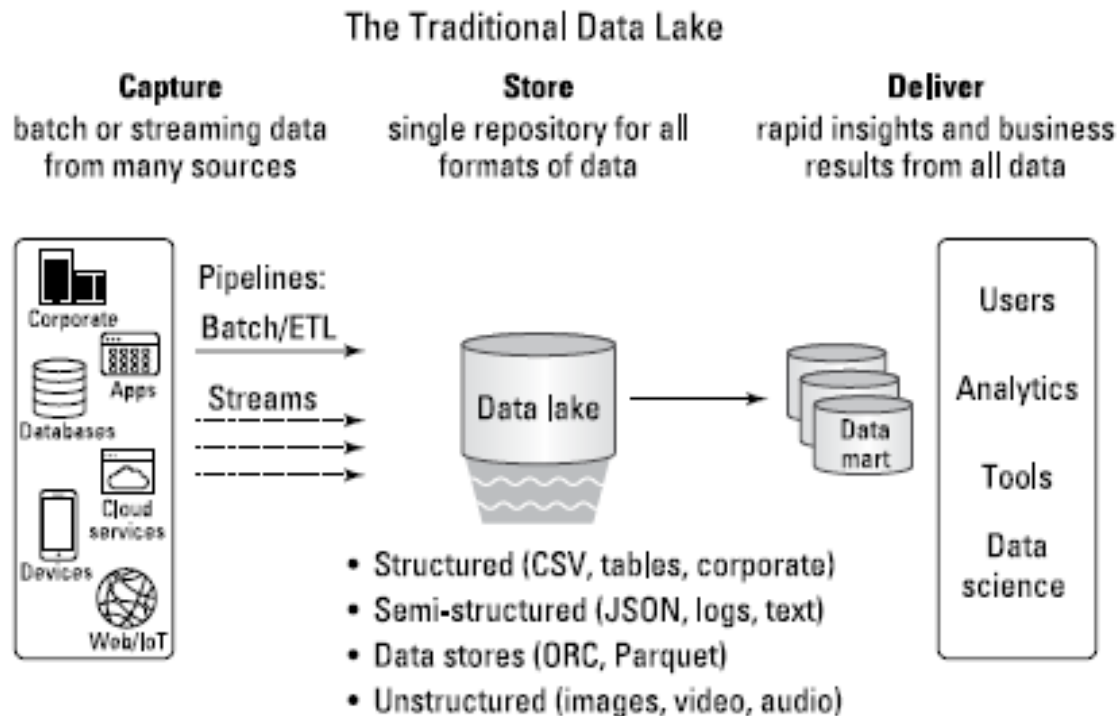 The Traditional Data Lake
Capture
batch or streaming data
from many sources
Store
single repository for all
formats of data
Deliver
rapid insights and business
results from all data
Corporate
Apps
Databases
Cloud
services
Devices
Web/IoT
Pipelines:
Batch/ETL
Streams
Data lake
Data
mart
Users
Analytics
Tools
Data
science
• Structured (CSV, tables, corporate)
• Semi-structured (JSON, logs, text)
• Data stores (ORC, Parquet)
• Unstructured (images, video, audio)